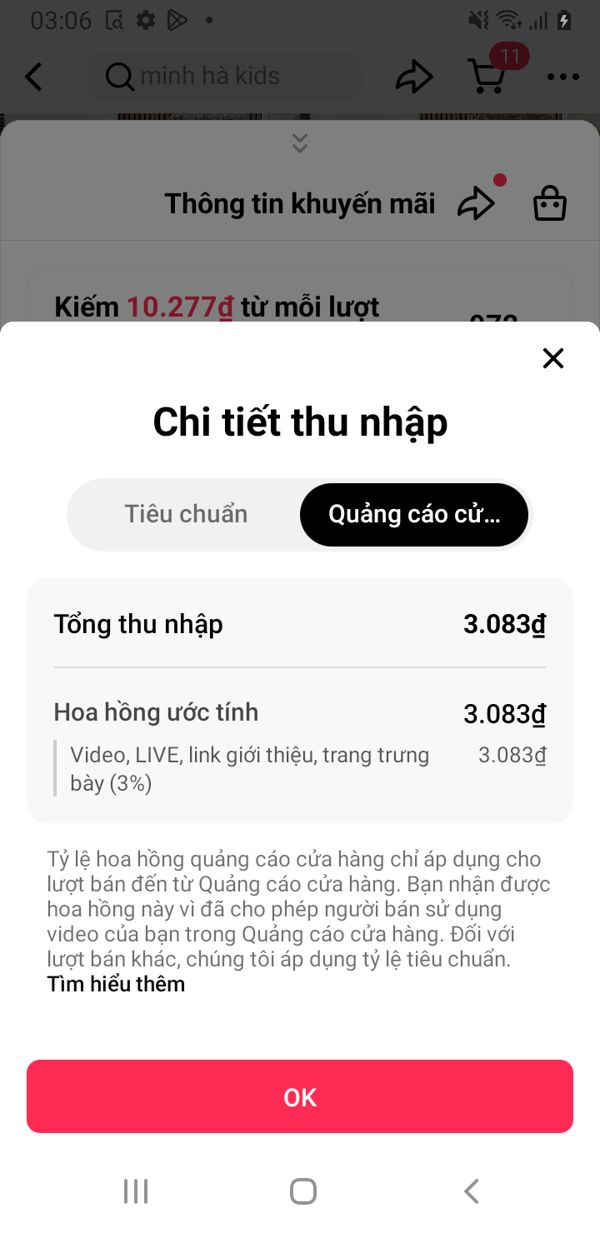 03:06
minh hà kids
11
Thông tin khuyến mãi
Kiếm 10.277₫ từ mỗi lượt
Chi tiết thu nhập
Tiêu chuẩn
Quảng cáo cử...
Tổng thu nhập
3.083₫
Hoa hồng ước tính
3.083₫
Video, LIVE, link giới thiệu, trang trưng
3.083₫
bày (3%)
Tỷ lệ hoa hồng quảng cáo cửa hàng chỉ áp dụng cho
lượt bán đến từ Quảng cáo cửa hàng. Bạn nhận được
hoa hồng này vì đã cho phép người bán sử dụng
video của bạn trong Quảng cáo cửa hàng. Đối với
lượt bán khác, chúng tôi áp dụng tỷ lệ tiêu chuẩn.
Tìm hiểu thêm
OK